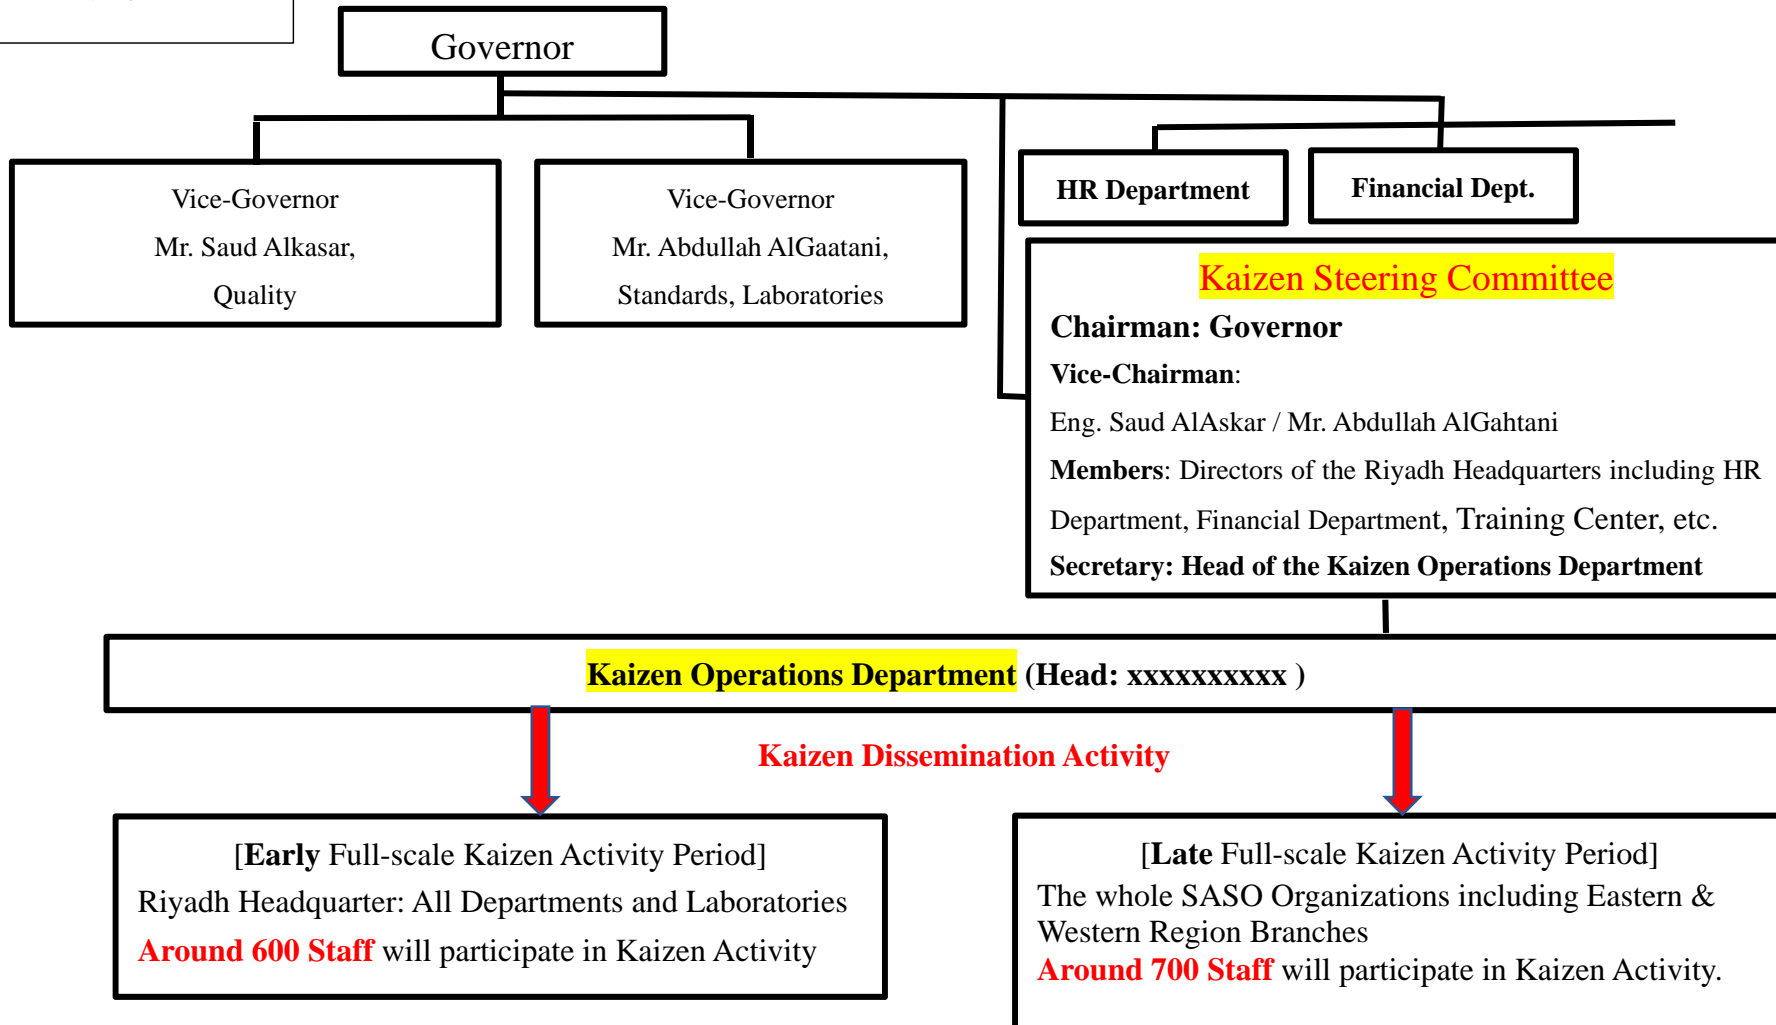 Governor
Vice-Governor
Mr. Saud Alkasar,
Quality
Vice-Governor
Mr. Abdullah AlGaatani,
Standards, Laboratories
HR Department
Financial Dept.
Kaizen Steering Committee
Chairman: Governor
Vice-Chairman:
Eng. Saud AlAskar / Mr. Abdullah AlGahtani
Members: Directors of the Riyadh Headquarters including HR
Department, Financial Department, Training Center, etc.
Secretary: Head of the Kaizen Operations Department
Kaizen Operations Department (Head: xxxxxxxxxx )
Kaizen Dissemination Activity
[Early Full-scale Kaizen Activity Period]
Riyadh Headquarter: All Departments and Laboratories
Around 600 Staff will participate in Kaizen Activity
[Late Full-scale Kaizen Activity Period]
The whole SASO Organizations including Eastern &
Western Region Branches
Around 700 Staff will participate in Kaizen Activity.